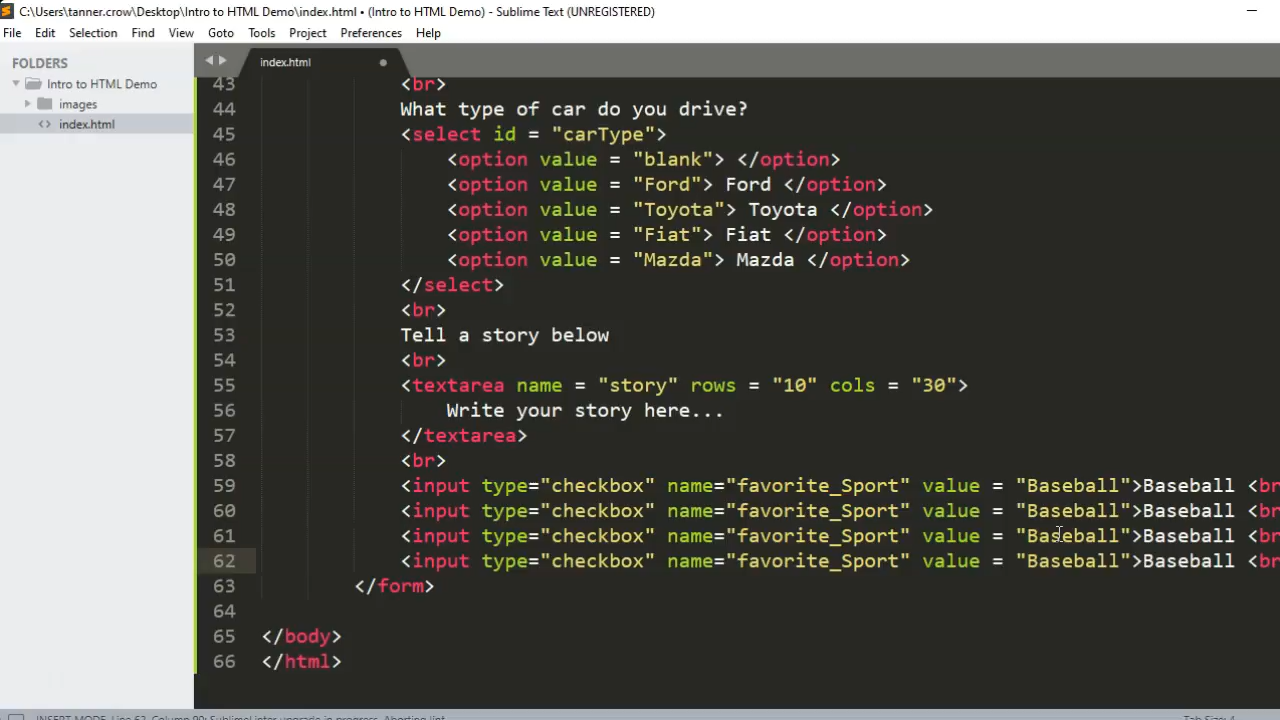 C:\Users\tanner.crow\Desktop\Intro to HTML Demo\index.html • (Intro to HTML Demo) - Sublime Text (UNREGISTERED)
File Edit Selection Find View Goto Tools Project Preferences Help
FOLDERS
Intro to HTML Demo
images
index.html
index.html
43 <br>
44 What type of car do you drive?
45 <select id = "carType">
46 <option value = "blank"> </option>
47 <option value = "Ford"> Ford </option>
48 <option value = "Toyota"> Toyota </option>
49 <option value = "Fiat"> Fiat </option>
50 <option value = "Mazda"> Mazda </option>
51 </select>
52 <br>
53 Tell a story below
54 <br>
55 <textarea name = "story" rows = "10" cols = "30">
56 Write your story here...
57 </textarea>
58 <br>
59 <input type="checkbox" name="favorite_Sport" value = "Baseball">Baseball <br
60 <input type="checkbox" name="favorite_Sport" value = "Baseball">Baseball <br
61 <input type="checkbox" name="favorite_Sport" value = "Baseball">Baseball <br
62 <input type="checkbox" name="favorite_Sport" value = "Baseball">Baseball <br
63 </form>
64
65 </body>
66 </html>